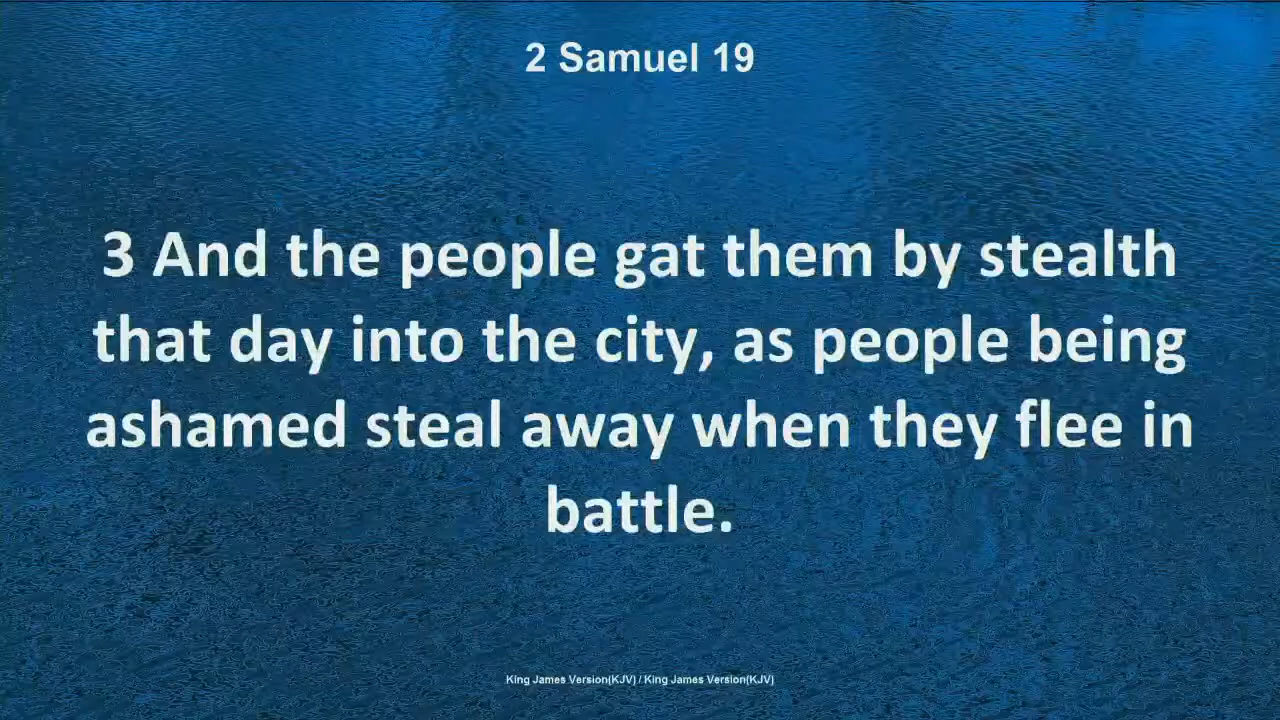 2 Samuel 19
3 And the people gat them by stealth
that day into the city, as people being
ashamed steal away when they flee in
battle.
King James Version(KJV) / King James Version(KJV)